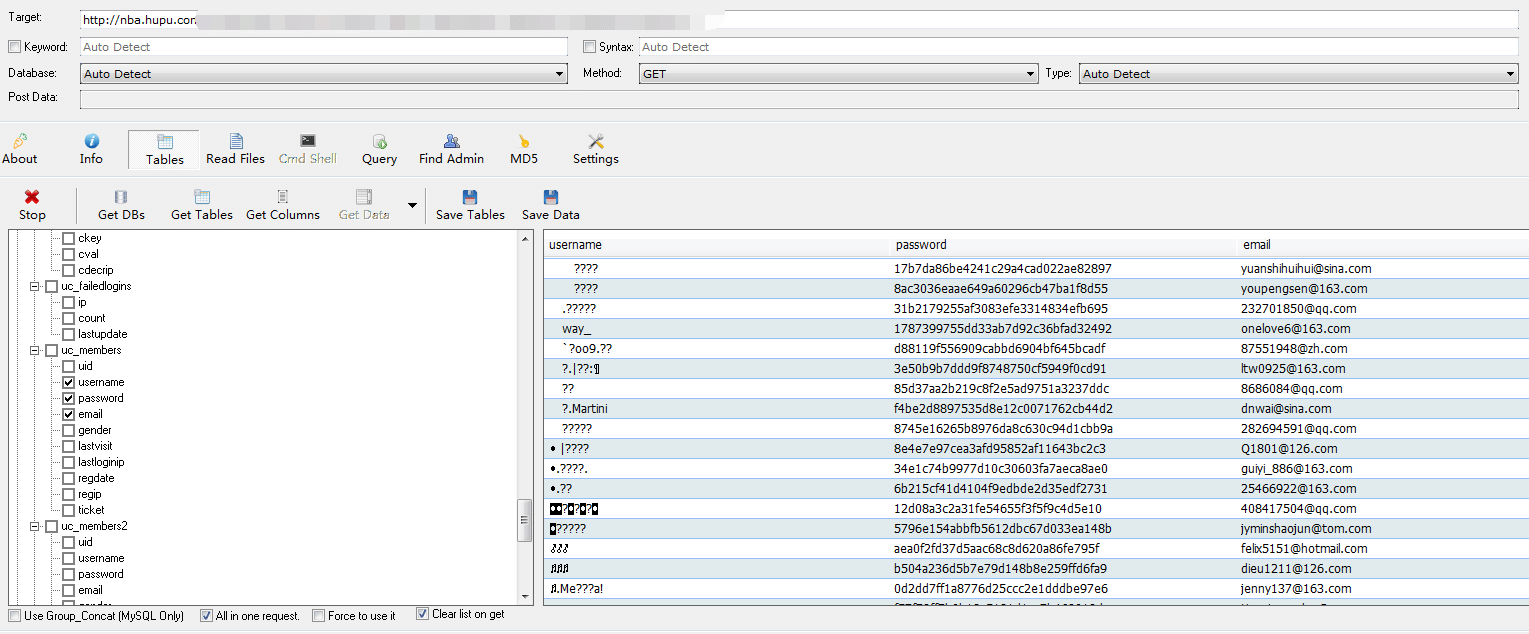 Target: http://nba.hupu.con
Keyword: Auto Detect Syntax: Auto Detect
Database: Auto Detect Method: GET Type: Auto Detect
Post Data:
About Info Tables Read Files Cmd Shell Query Find Admin MD5 Settings
Stop Get DBs Get Tables Get Columns Get Data Save Tables Save Data
ckey
cval
cdecrip
uc_failedlogins
ip
count
lastupdate
uc_members
uid
username
password
email
gender
lastvisit
lastloginip
regdate
regip
ticket
uc_members2
uid
username
password
email
username password email
???? 17b7da86be4241c29a4cad022ae82897 yuanshihuihui@sina.com
???? 8ac3036eaae649a60296cb47ba1f8d55 youpengsen@163.com
.????? 31b2179255af3083efe3314834efb695 232701850@qq.com
way_ 1787399755dd33ab7d92c36bfad32492 onelove6@163.com
`?oo9.?? d88119f556909cabbd6904bf645bcadf 87551948@zh.com
?.|??:¶ 3e50b9b7ddd9f8748750cf5949f0cd91 ltw0925@163.com
?? 85d37aa2b219c8f2e5ad9751a3237ddc 8686084@qq.com
?.Martini f4be2d8897535d8e12c0071762cb44d2 dnwai@sina.com
????? 8745e16265b8976da8c630c94d1cbb9a 282694591@qq.com
• |???? 8e4e7e97cea3afd95852af11643bc2c3 Q1801@126.com
•.????. 34e1c74b9977d10c30603fa7aeca8ae0 guiyi_886@163.com
•.?? 6b215cf41d4104f9edbde2d35edf2731 25466922@163.com
◘◘?◘?◘?◘ 12d08a3c2a31fe54655f3f5f9c4d5e10 408417504@qq.com
◘????? 5796e154abbfb5612dbc67d033ea148b jyminshaojun@tom.com
♪♪♪ aea0f2fd37d5aac68c8d620a86fe795f felix5151@hotmail.com
♫♫♫ b504a236d5b7e79d148b8e259ffd6fa9 dieu1211@126.com
♫.Me???a! 0d2dd7ff1a8776d25ccc2e1dddbe97e6 jenny137@163.com
Use Group_Concat (MySQL Only) All in one request. Force to use it Clear list on get